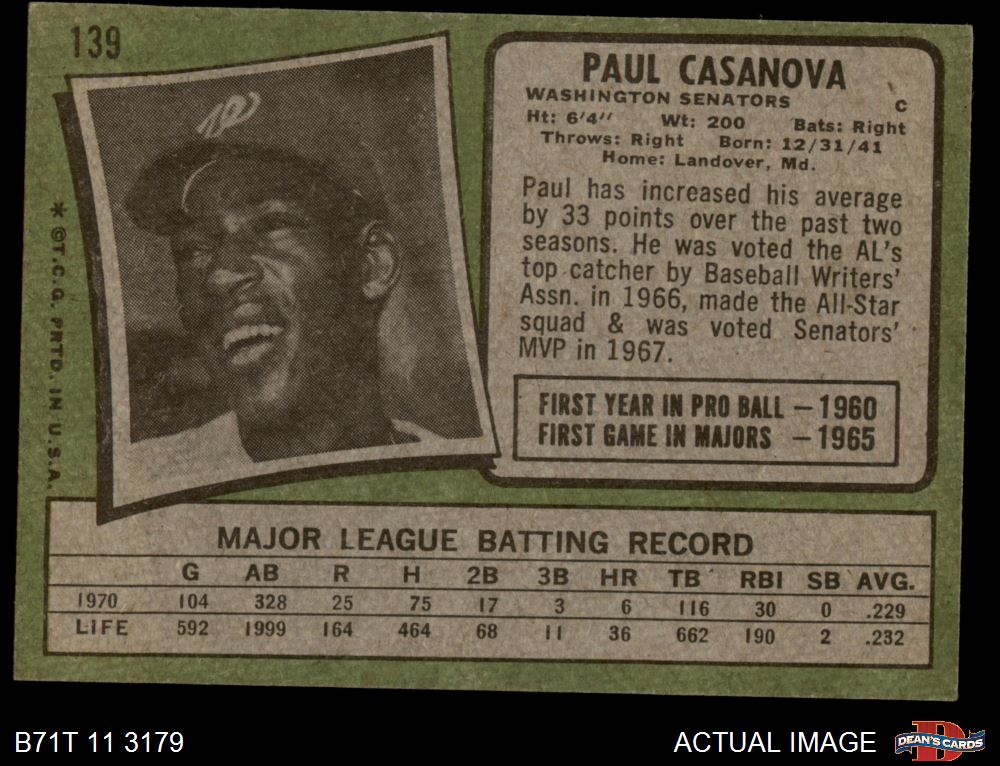 139
PAUL CASANOVA
WASHINGTON SENATORS C
Ht: 6'4" Wt: 200 Bats: Right
Throws: Right Born: 12/31/41
Home: Landover, Md.
Paul has increased his average
by 33 points over the past two
seasons. He was voted the AL's
top catcher by Baseball Writers'
Assn. in 1966, made the All-Star
squad & was voted Senators'
MVP in 1967.
FIRST YEAR IN PRO BALL — 1960
FIRST GAME IN MAJORS — 1965
* ©T.C.G. PRTD. IN U.S.A.
MAJOR LEAGUE BATTING RECORD
G AB R H 2B 3B HR TB RBI SB AVG.
1970 104 328 25 75 17 3 6 116 30 0 .229
LIFE 592 1999 164 464 68 11 36 662 190 2 .232
B71T 11 3179
ACTUAL IMAGE
DEAN'S CARDS